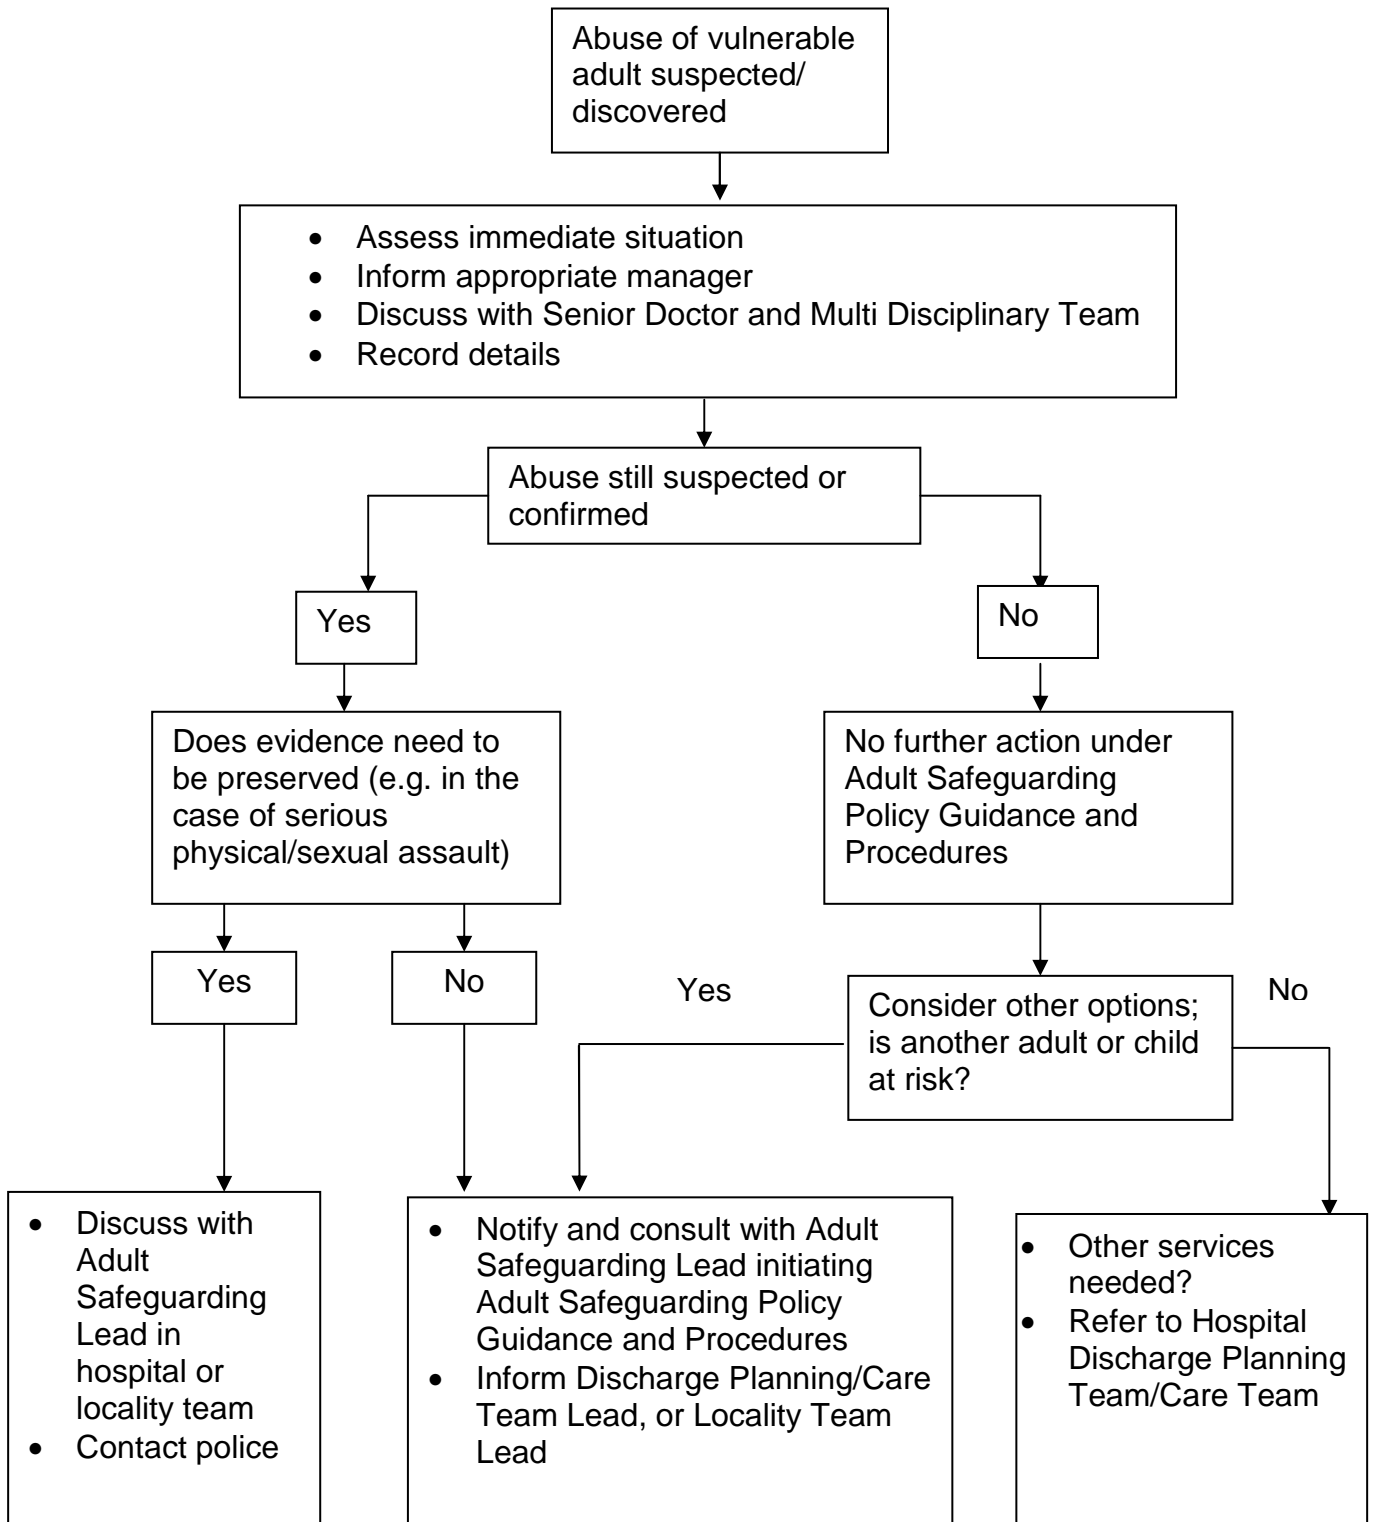 Abuse of vulnerable
adult suspected/
discovered
• Assess immediate situation
• Inform appropriate manager
• Discuss with Senior Doctor and Multi Disciplinary Team
• Record details
Abuse still suspected or
confirmed
Yes
No
Does evidence need to
be preserved (e.g. in the
case of serious
physical/sexual assault)
No further action under
Adult Safeguarding
Policy Guidance and
Procedures
Yes
No
Yes
Consider other options;
is another adult or child
at risk?
No
• Discuss with
Adult
Safeguarding
Lead in
hospital or
locality team
• Contact police
• Notify and consult with Adult
Safeguarding Lead initiating
Adult Safeguarding Policy
Guidance and Procedures
• Inform Discharge Planning/Care
Team Lead, or Locality Team
Lead
• Other services
needed?
• Refer to Hospital
Discharge Planning
Team/Care Team